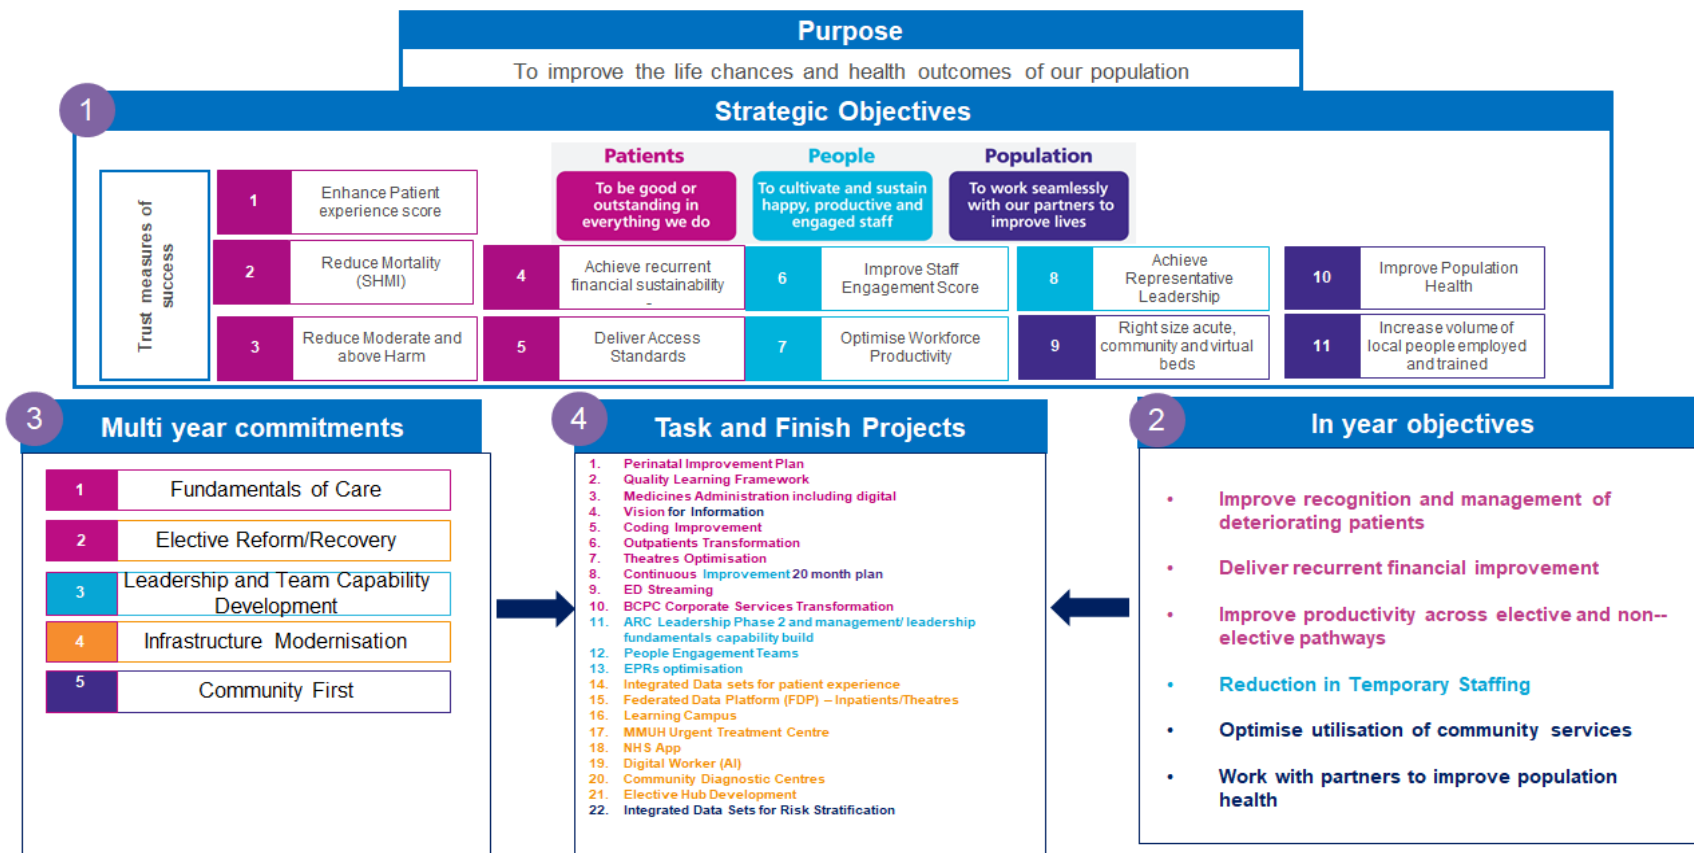 Purpose
To improve the life chances and health outcomes of our population
1
Strategic Objectives
Patients
To be good or
outstanding in
everything we do
People
To cultivate and sustain
happy, productive and
engaged staff
Population
To work seamlessly
with our partners to
improve lives
Trust measures of
success
1
Enhance Patient
experience score
2
Reduce Mortality
(SHMI)
3
Reduce Moderate and
above Harm
4
Achieve recurrent
financial sustainability
-
5
Deliver Access
Standards
6
Improve Staff
Engagement Score
7
Optimise Workforce
Productivity
8
Achieve
Representative
Leadership
9
Right size acute,
community and virtual
beds
10
Improve Population
Health
11
Increase volume of
local people employed
and trained
3
Multi year commitments
1
Fundamentals of Care
2
Elective Reform/Recovery
3
Leadership and Team Capability
Development
4
Infrastructure Modernisation
5
Community First
4
Task and Finish Projects
1. Perinatal Improvement Plan
2. Quality Learning Framework
3. Medicines Administration including digital
4. Vision for Information
5. Coding Improvement
6. Outpatients Transformation
7. Theatres Optimisation
8. Continuous Improvement 20 month plan
9. ED Streaming
10. BCPC Corporate Services Transformation
11. ARC Leadership Phase 2 and management/ leadership
fundamentals capability build
12. People Engagement Teams
13. EPRs optimisation
14. Integrated Data sets for patient experience
15. Federated Data Platform (FDP) – Inpatients/Theatres
16. Learning Campus
17. MMUH Urgent Treatment Centre
18. NHS App
19. Digital Worker (AI)
20. Community Diagnostic Centres
21. Elective Hub Development
22. Integrated Data Sets for Risk Stratification
2
In year objectives
• Improve recognition and management of
deteriorating patients
• Deliver recurrent financial improvement
• Improve productivity across elective and non--
elective pathways
• Reduction in Temporary Staffing
• Optimise utilisation of community services
• Work with partners to improve population
health